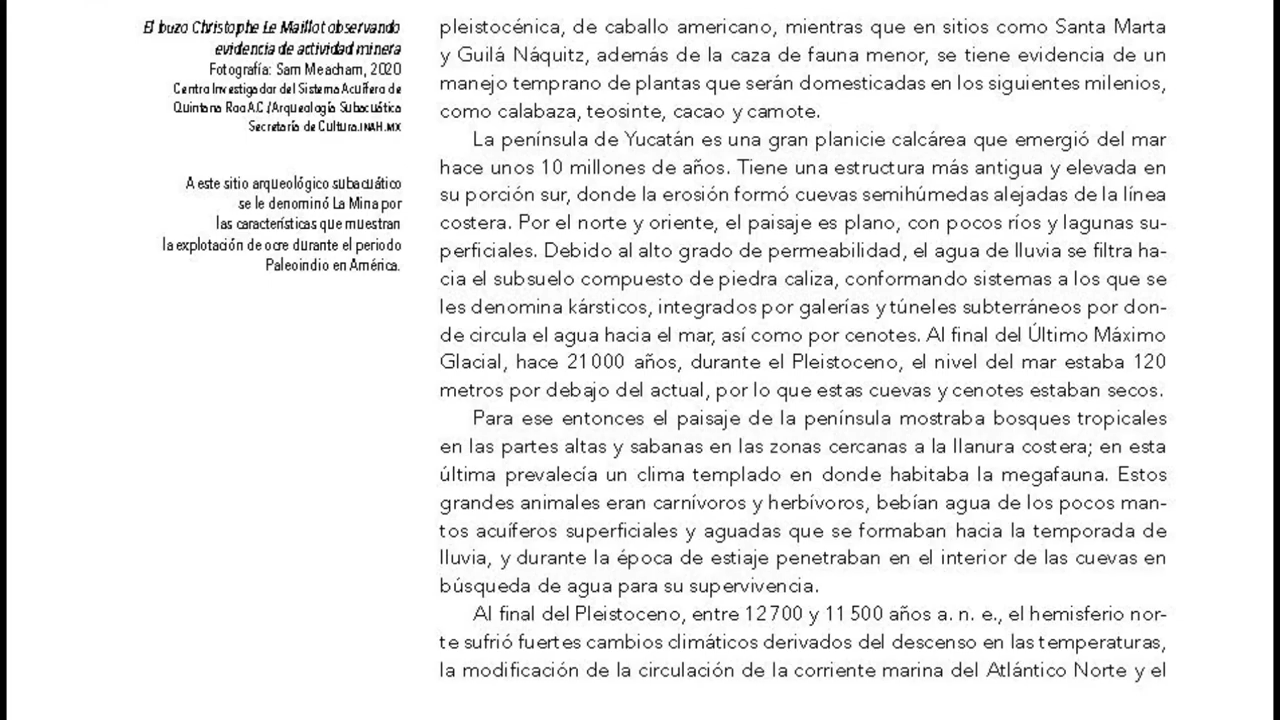 El buzo Christophe Le Maillot observando
evidencia de actividad minera
Fotografía: Sam Meacham, 2020
Centro Investigador del Sistema Acuífero de
Quintana Roo A.C./Arqueología Subacuática
Secretaría de Cultura.INAH.MX
A este sitio arqueológico subacuático
se le denominó La Mina por
las características que muestran
la explotación de ocre durante el periodo
Paleoindio en América.
pleistocénica, de caballo americano, mientras que en sitios como Santa Marta
y Guilá Náquitz, además de la caza de fauna menor, se tiene evidencia de un
manejo temprano de plantas que serán domesticadas en los siguientes milenios,
como calabaza, teosinte, cacao y camote.
La península de Yucatán es una gran planicie calcárea que emergió del mar
hace unos 10 millones de años. Tiene una estructura más antigua y elevada en
su porción sur, donde la erosión formó cuevas semihúmedas alejadas de la línea
costera. Por el norte y oriente, el paisaje es plano, con pocos ríos y lagunas su-
perficiales. Debido al alto grado de permeabilidad, el agua de lluvia se filtra ha-
cia el subsuelo compuesto de piedra caliza, conformando sistemas a los que se
les denomina kársticos, integrados por galerías y túneles subterráneos por don-
de circula el agua hacia el mar, así como por cenotes. Al final del Último Máximo
Glacial, hace 21 000 años, durante el Pleistoceno, el nivel del mar estaba 120
metros por debajo del actual, por lo que estas cuevas y cenotes estaban secos.
Para ese entonces el paisaje de la península mostraba bosques tropicales
en las partes altas y sabanas en las zonas cercanas a la llanura costera; en esta
última prevalecía un clima templado en donde habitaba la megafauna. Estos
grandes animales eran carnívoros y herbívoros, bebían agua de los pocos man-
tos acuíferos superficiales y aguadas que se formaban hacia la temporada de
lluvia, y durante la época de estiaje penetraban en el interior de las cuevas en
búsqueda de agua para su supervivencia.
Al final del Pleistoceno, entre 12 700 y 11 500 años a. n. e., el hemisferio nor-
te sufrió fuertes cambios climáticos derivados del descenso en las temperaturas,
la modificación de la circulación de la corriente marina del Atlántico Norte y el